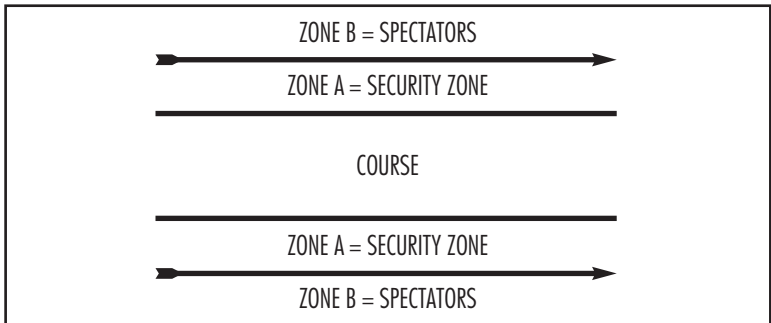 ZONE B = SPECTATORS
ZONE A = SECURITY ZONE
COURSE
ZONE A = SECURITY ZONE
ZONE B = SPECTATORS